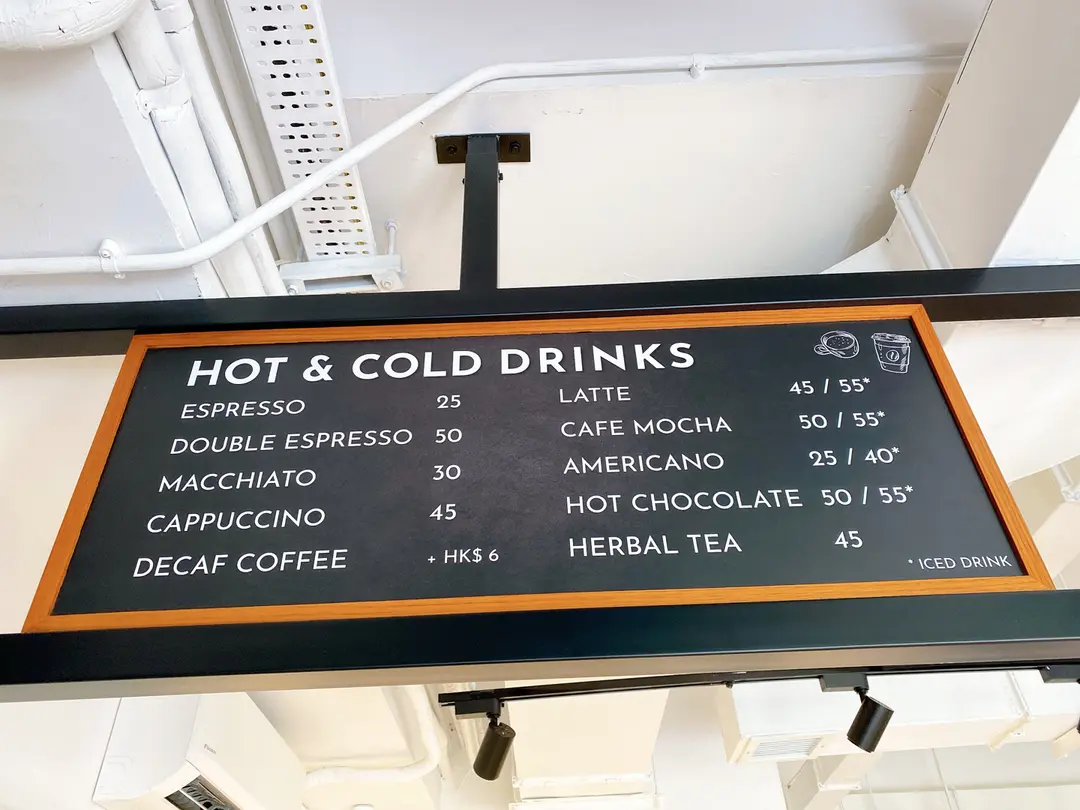 HOT & COLD DRINKS
ESPRESSO 25
DOUBLE ESPRESSO 50
MACCHIATO 30
CAPPUCCINO 45
DECAF COFFEE + HK$ 6
LATTE 45 / 55*
CAFE MOCHA 50 / 55*
AMERICANO 25 / 40*
HOT CHOCOLATE 50 / 55*
HERBAL TEA 45
* ICED DRINK